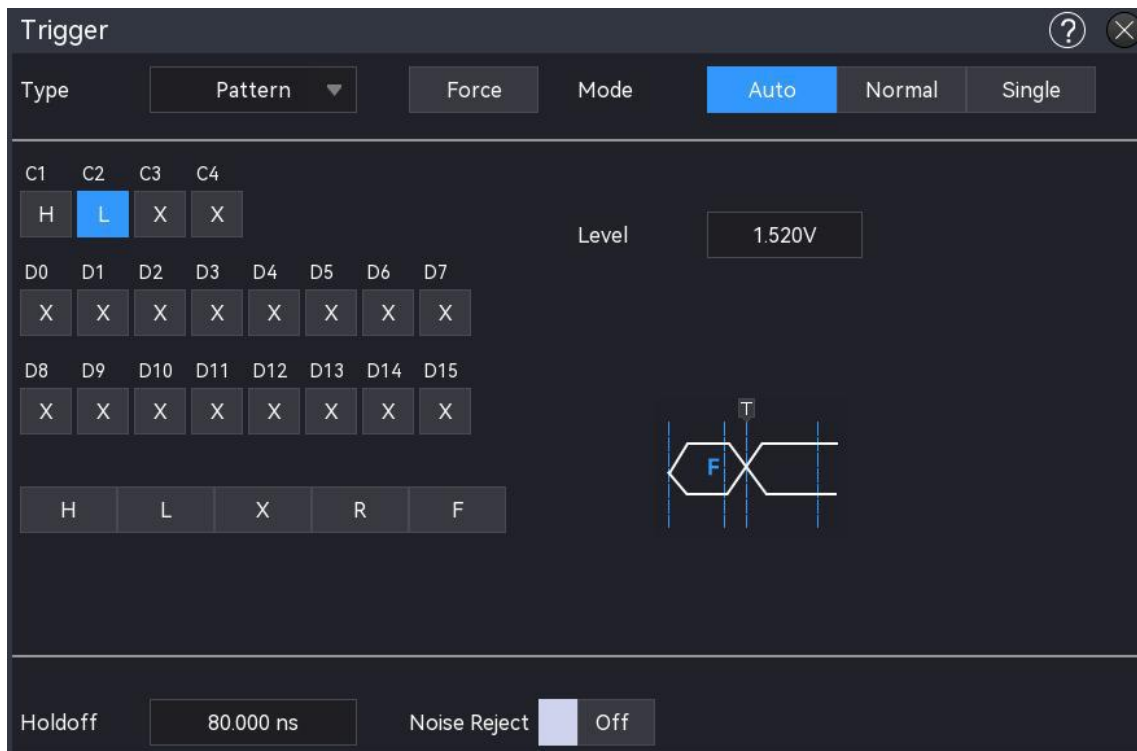 Trigger ?
Type Pattern Force Mode Auto Normal Single
C1 C2 C3 C4
H L X X
Level 1.520V
D0 D1 D2 D3 D4 D5 D6 D7
X X X X X X X X
D8 D9 D10 D11 D12 D13 D14 D15
X X X X X X X X
T
F
H L X R F
Holdoff 80.000 ns Noise Reject Off